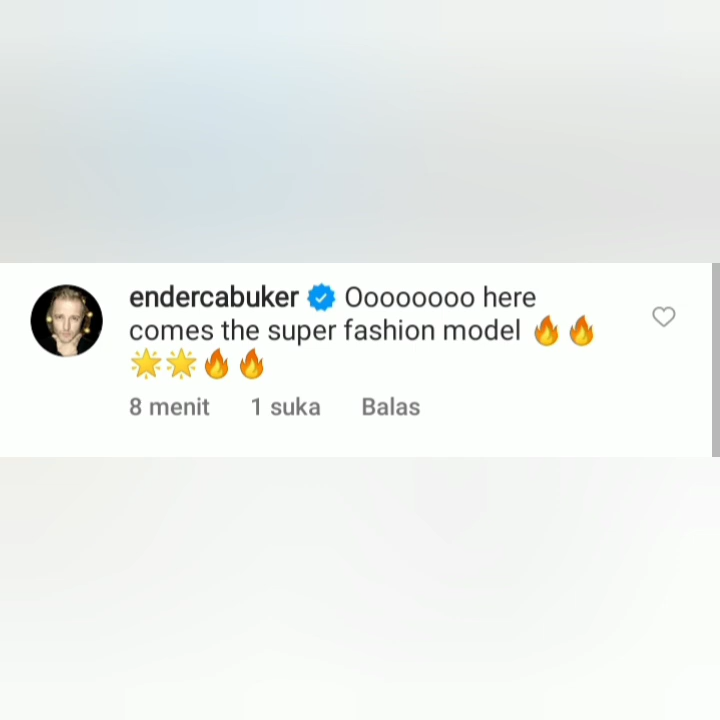 endercabuker Oooooooo here
comes the super fashion model 🔥🔥
🌟🌟🔥🔥
8 menit 1 suka Balas